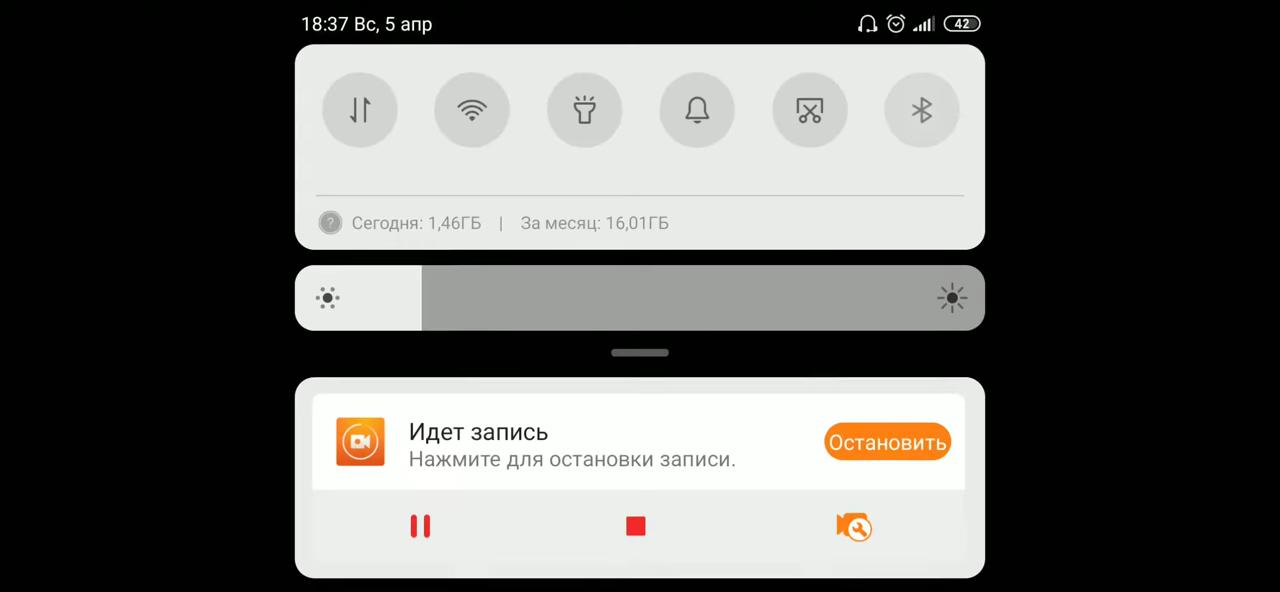 18:37 Вс, 5 апр
42
? Сегодня: 1,46ГБ | За месяц: 16,01ГБ
Идет запись
Нажмите для остановки записи.
Остановить